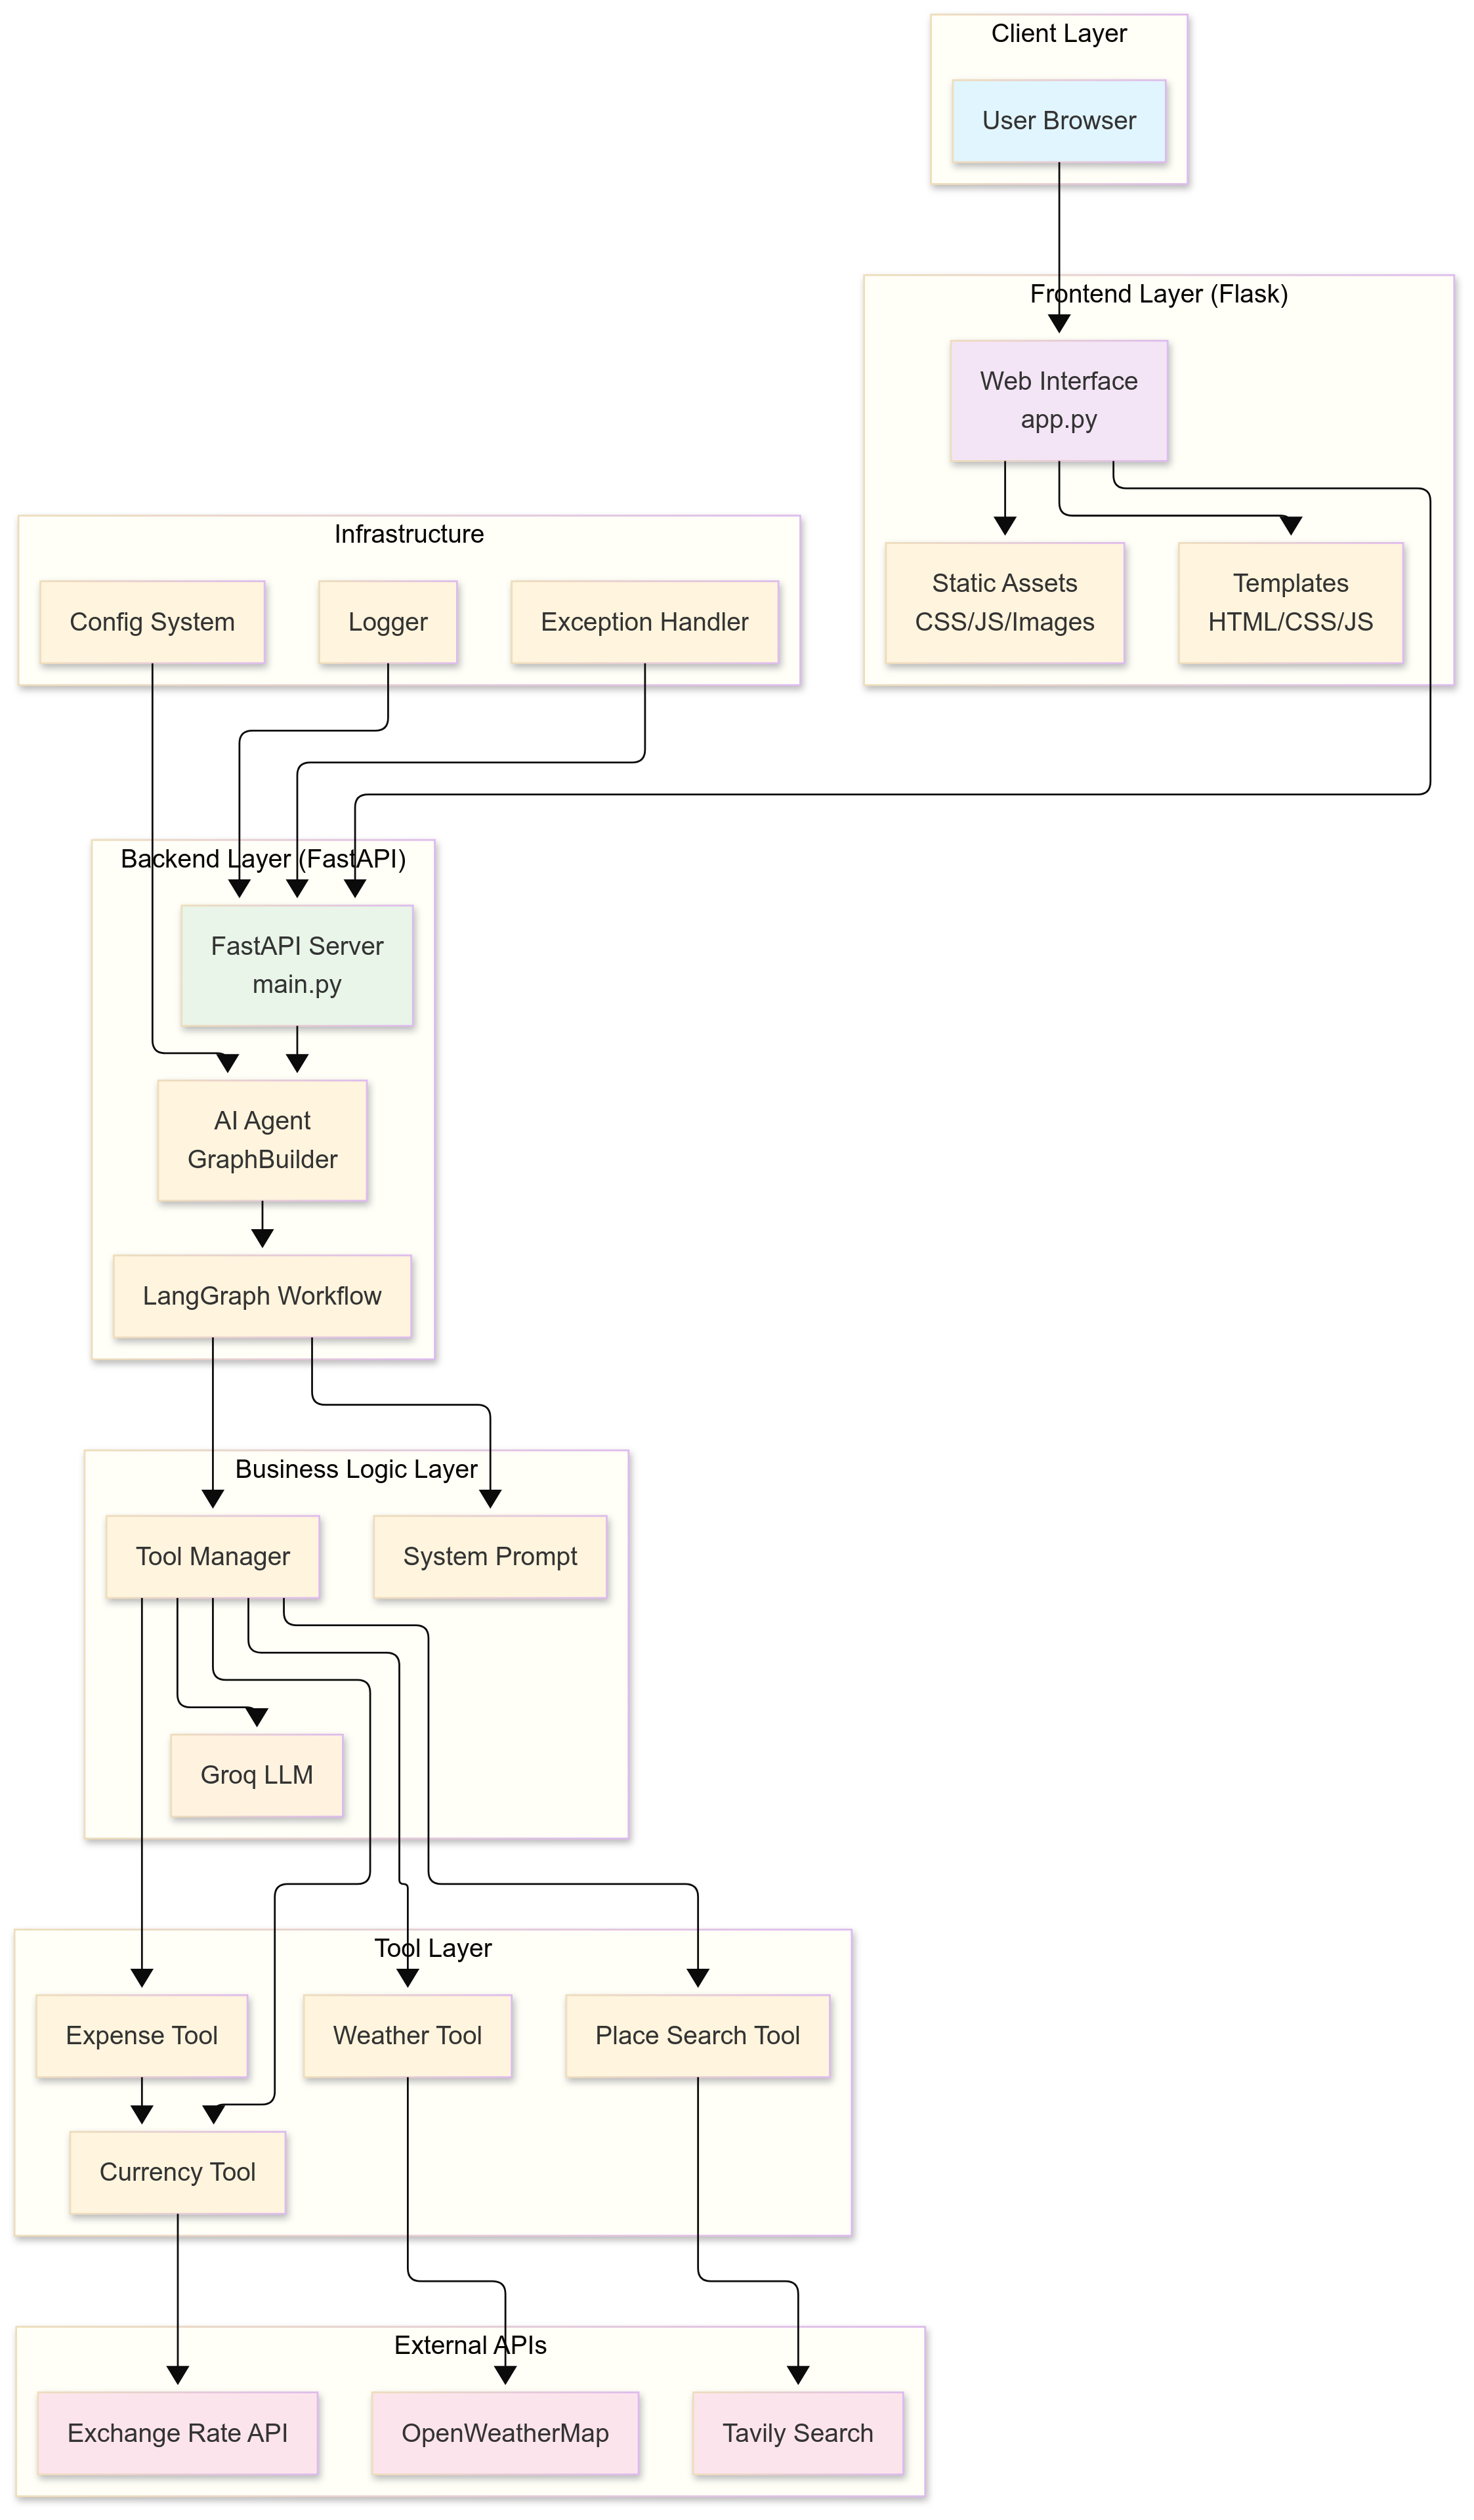 Client Layer
User Browser
Frontend Layer (Flask)
Web Interface
app.py
Static Assets
CSS/JS/Images
Templates
HTML/CSS/JS
Infrastructure
Config System
Logger
Exception Handler
Backend Layer (FastAPI)
FastAPI Server
main.py
AI Agent
GraphBuilder
LangGraph Workflow
Business Logic Layer
Tool Manager
System Prompt
Groq LLM
Tool Layer
Expense Tool
Weather Tool
Place Search Tool
Currency Tool
External APIs
Exchange Rate API
OpenWeatherMap
Tavily Search